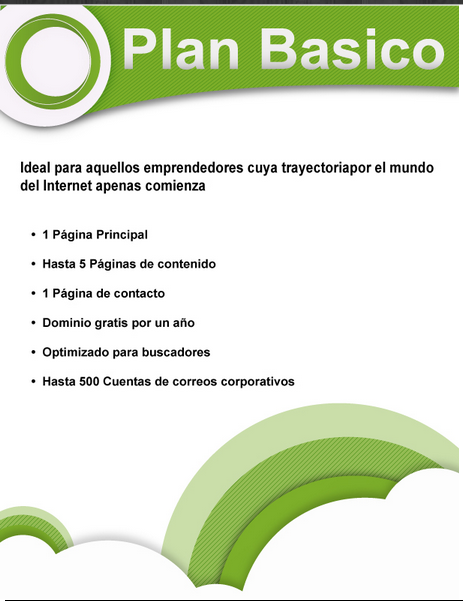 Plan Basico
Ideal para aquellos emprendedores cuya trayectoriapor el mundo
del Internet apenas comienza
• 1 Página Principal
• Hasta 5 Páginas de contenido
• 1 Página de contacto
• Dominio gratis por un año
• Optimizado para buscadores
• Hasta 500 Cuentas de correos corporativos